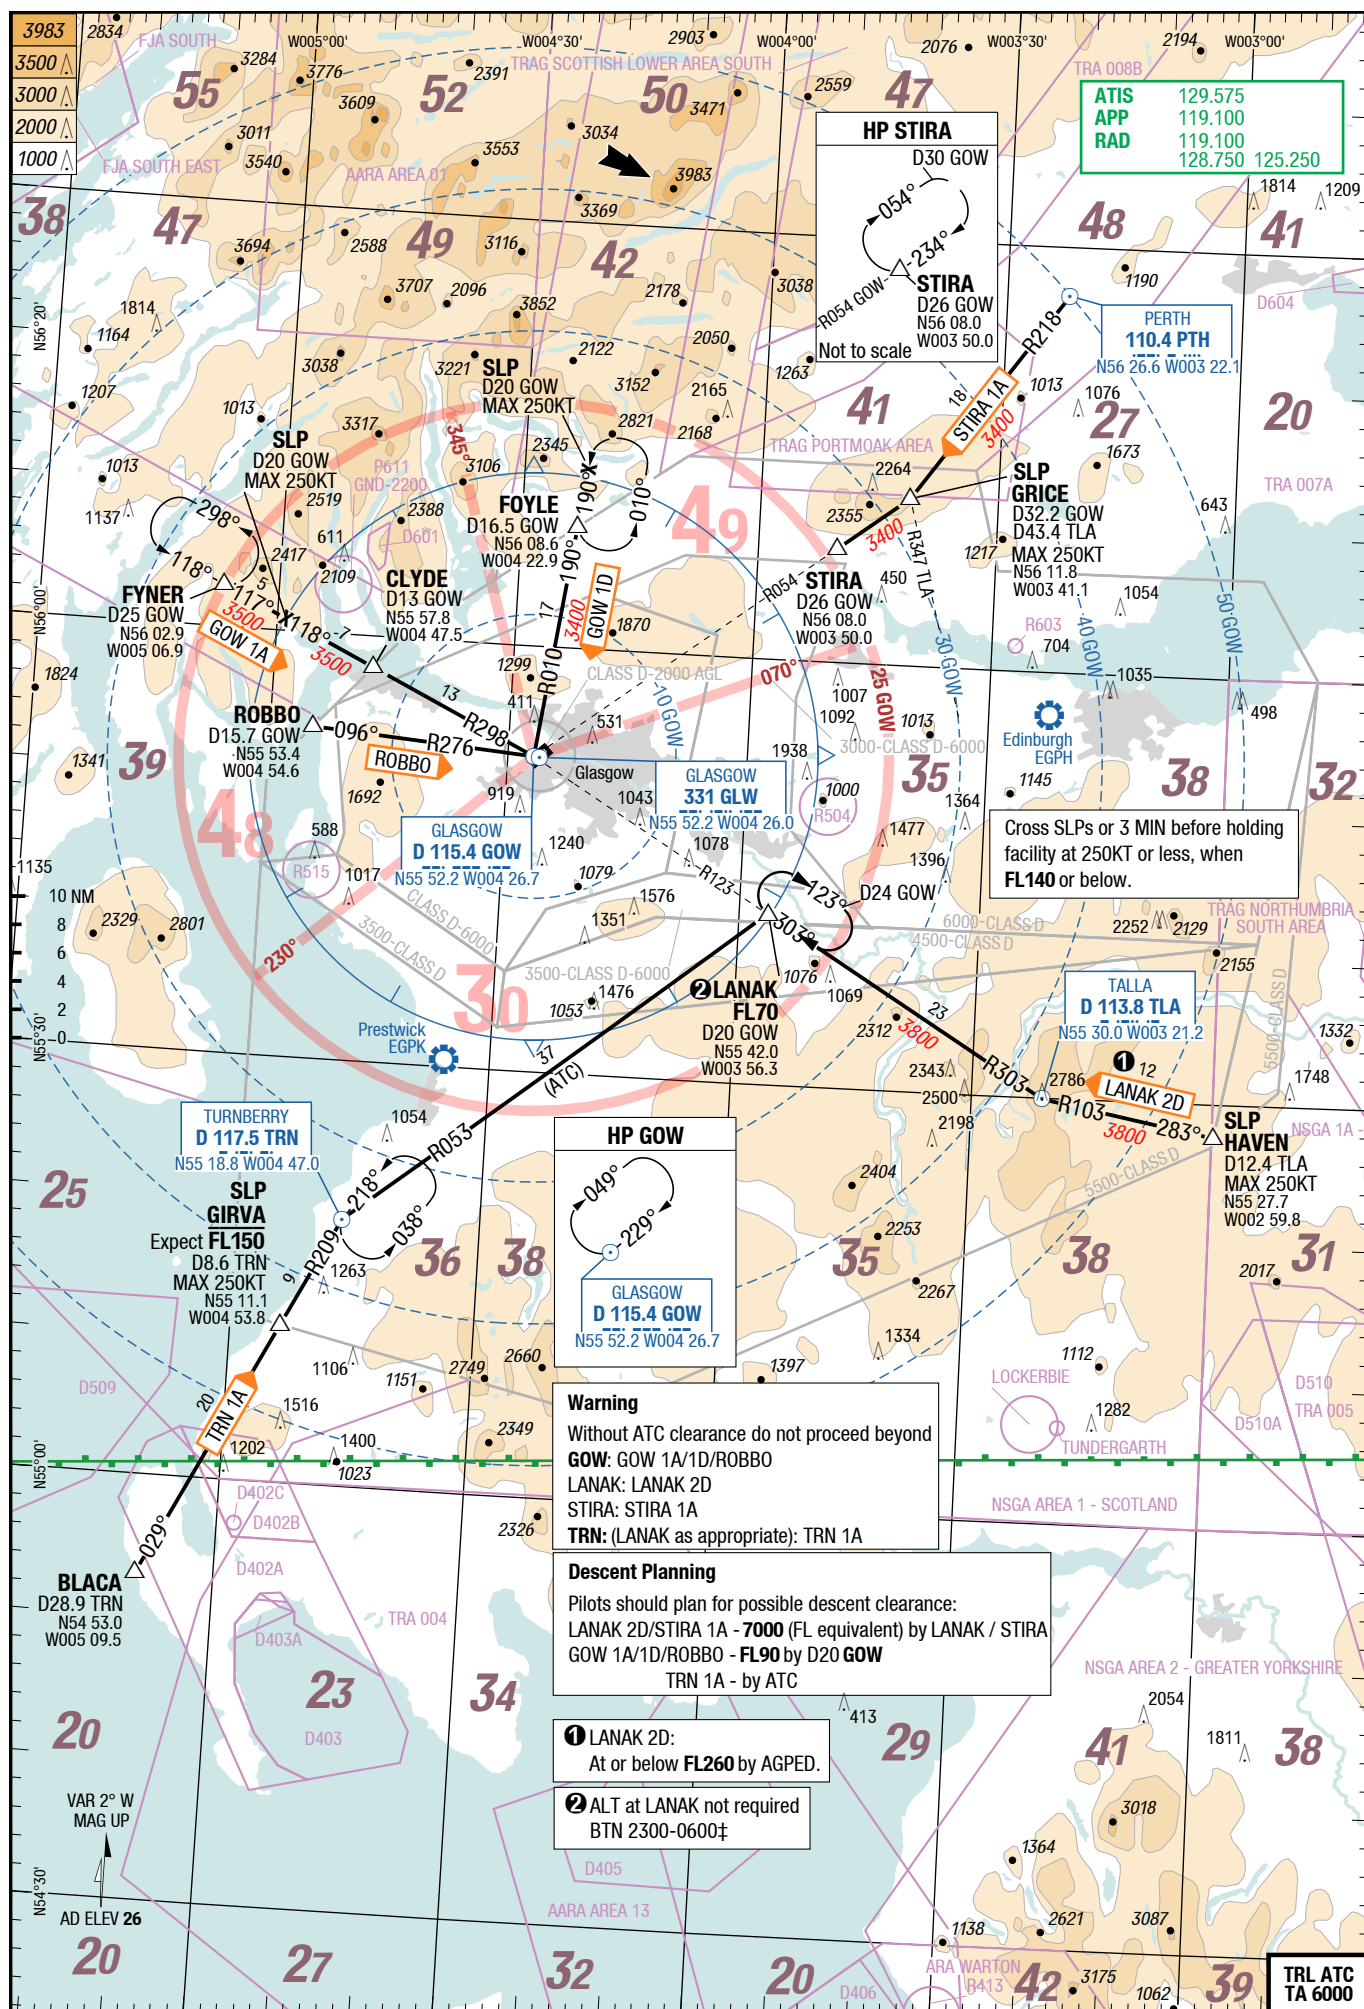 3983
3500
3000
2000
1000
2834
FJA SOUTH
W005°00'
W004°30'
2903
W004°00'
2076
W003°30'
2194
W003°00'
3284
55
3776
52
2391
TRAG SCOTTISH LOWER AREA SOUTH
50
3471
2559
47
TRA 008B
3609
ATIS 129.575
APP 119.100
RAD 119.100
128.750 125.250
3011
3034
FJA SOUTH EAST
3540
AARA AREA 01
3553
3983
3369
1814
1209
HP STIRA
D30 GOW
054°
234°
R054 GOW
STIRA
D26 GOW
N56 08.0
W003 50.0
Not to scale
38
47
3694
2588
49
3116
42
48
41
1190
D604
3038
3707
2096
3852
2178
1814
N56°20'
1164
PERTH
110.4 PTH
N56 26.6 W003 22.1
R218
3038
3221
2122
2050
1263
SLP
D20 GOW
MAX 250KT
3152
2165
1207
1013
3317
345°
2821
2168
41
18
STIRA 1A
3400
1013
1076
27
20
SLP
D20 GOW
MAX 250KT
TRAG PORTMOAK AREA
P611
GND-2200
3106
2345
190°
X
010°
1013
1137
298°
2519
2388
FOYLE
D16.5 GOW
N56 08.6
W004 22.9
49
2264
2355
3400
SLP
GRICE
D32.2 GOW
D43.4 TLA
MAX 250KT
N56 11.8
W003 41.1
1673
643
TRA 007A
611
D601
118°
5
2417
2109
190°
R054
R347 TLA
1217
FYNER
D25 GOW
N56 02.9
W005 06.9
117°
X
118°
7
CLYDE
D13 GOW
N55 57.8
W004 47.5
17
3400
GOW 1D
STIRA
D26 GOW
N56 08.0
W003 50.0
450
30 GOW
1054
N56°00'
3500
GOW 1A
3500
1870
R010
R603
704
40 GOW
50 GOW
1824
1299
CLASS D-2000 AGL
070°
13
R298
411
10 GOW
1007
25 GOW
1035
498
ROBBO
D15.7 GOW
N55 53.4
W004 54.6
096°
R276
ROBBO
531
1092
1013
Edinburgh
EGPH
1341
39
1692
Glasgow
1938
3000-CLASS D-6000
35
38
32
919
GLASGOW
331 GLW
N55 52.2 W004 26.0
1043
1000
R504
1145
1364
48
588
GLASGOW
D 115.4 GOW
N55 52.2 W004 26.7
1240
1078
1477
Cross SLPs or 3 MIN before holding
facility at 250KT or less, when
FL140 or below.
1135
R515
1017
1079
R123
1396
10 NM
8
6
4
2
0
2329
2801
CLASS D-6000
3500-CLASS D
1576
1351
123°
D24 GOW
303°
6000-CLASS D
4500-CLASS D
2252
2129
TRAG NORTHUMBRIA
SOUTH AREA
230°
30
3500-CLASS D-6000
1053
1476
1076
1069
2155
❷LANAK
FL70
D20 GOW
N55 42.0
W003 56.3
TALLA
D 113.8 TLA
N55 30.0 W003 21.2
5500-CLASS D
Prestwick
EGPK
N55°30'
2312
23
3800
1332
37
(ATC)
2343
R303
2786
❶ 12
LANAK 2D
1748
2500
R103
3800
283°
TURNBERRY
D 117.5 TRN
N55 18.8 W004 47.0
1054
R053
HP GOW
049°
229°
GLASGOW
D 115.4 GOW
N55 52.2 W004 26.7
2198
SLP
HAVEN
D12.4 TLA
MAX 250KT
N55 27.7
W002 59.8
NSGA 1A -
5500-CLASS D
25
218°
038°
2404
SLP
GIRVA
Expect FL150
D8.6 TRN
MAX 250KT
N55 11.1
W004 53.8
9
R209
36
38
2253
35
38
31
1263
2267
2017
1106
2749
2660
1334
1112
D509
1151
1397
LOCKERBIE
D510
20
TRN 1A
1516
TRA 005
D510A
1282
TUNDERGARTH
Warning
Without ATC clearance do not proceed beyond
GOW: GOW 1A/1D/ROBBO
LANAK: LANAK 2D
STIRA: STIRA 1A
TRN: (LANAK as appropriate): TRN 1A
2349
1202
1400
1023
N55°00'
D402C
D402B
2326
NSGA AREA 1 - SCOTLAND
029°
D402A
BLACA
D28.9 TRN
N54 53.0
W005 09.5
TRA 004
D403A
Descent Planning
Pilots should plan for possible descent clearance:
LANAK 2D/STIRA 1A - 7000 (FL equivalent) by LANAK / STIRA
GOW 1A/1D/ROBBO - FL90 by D20 GOW
TRN 1A - by ATC
NSGA AREA 2 - GREATER YORKSHIRE
23
34
D403
413
2054
20
❶ LANAK 2D:
At or below FL260 by AGPED.
29
41
1811
38
VAR 2° W
MAG UP
❷ ALT at LANAK not required
BTN 2300-0600‡
3018
1364
D405
N54°30'
AD ELEV 26
AARA AREA 13
1138
2621
3087
20
27
32
20
D406
ARA WARTON
R413
42
3175
1062
39
TRL ATC
TA 6000